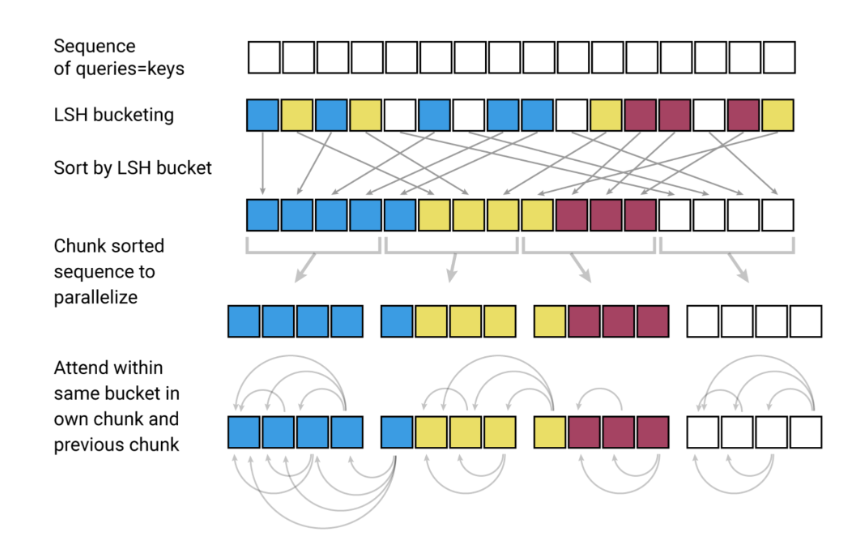 Sequence
of queries=keys
LSH bucketing
Sort by LSH bucket
Chunk sorted
sequence to
parallelize
Attend within
same bucket in
own chunk and
previous chunk